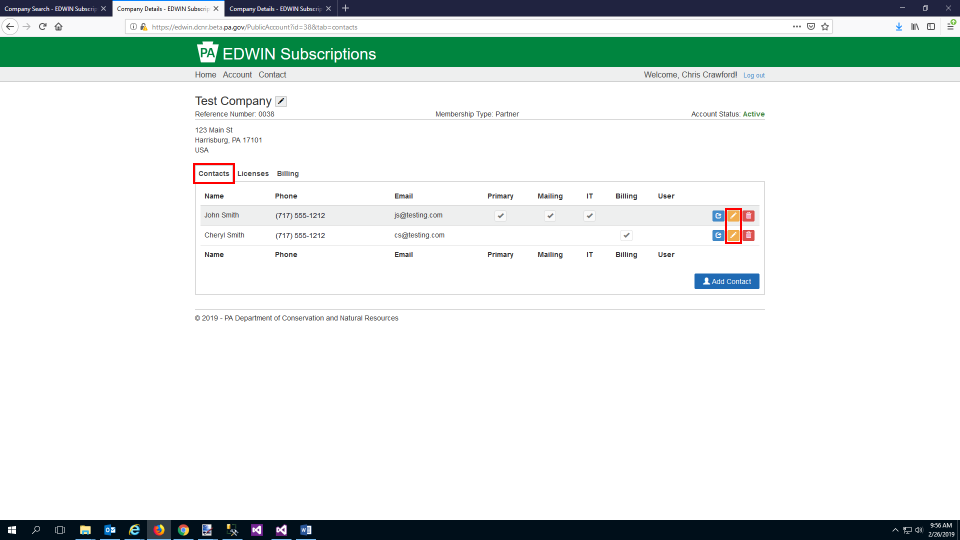 Company Search - EDWIN Subscrip
Company Details - EDWIN Subscrip
Company Details - EDWIN Subscrip
https://edwin.dcnr.beta.pa.gov/PublicAccount?id=38&tab=contacts
PA EDWIN Subscriptions
Home Account Contact Welcome, Chris Crawford! Log out
Test Company
Reference Number: 0038 Membership Type: Partner Account Status: Active
123 Main St
Harrisburg, PA 17101
USA
Contacts Licenses Billing
Name Phone Email Primary Mailing IT Billing User
John Smith (717) 555-1212 js@testing.com
Cheryl Smith (717) 555-1212 cs@testing.com
Name Phone Email Primary Mailing IT Billing User
Add Contact
© 2019 - PA Department of Conservation and Natural Resources
9:56 AM
2/26/2019